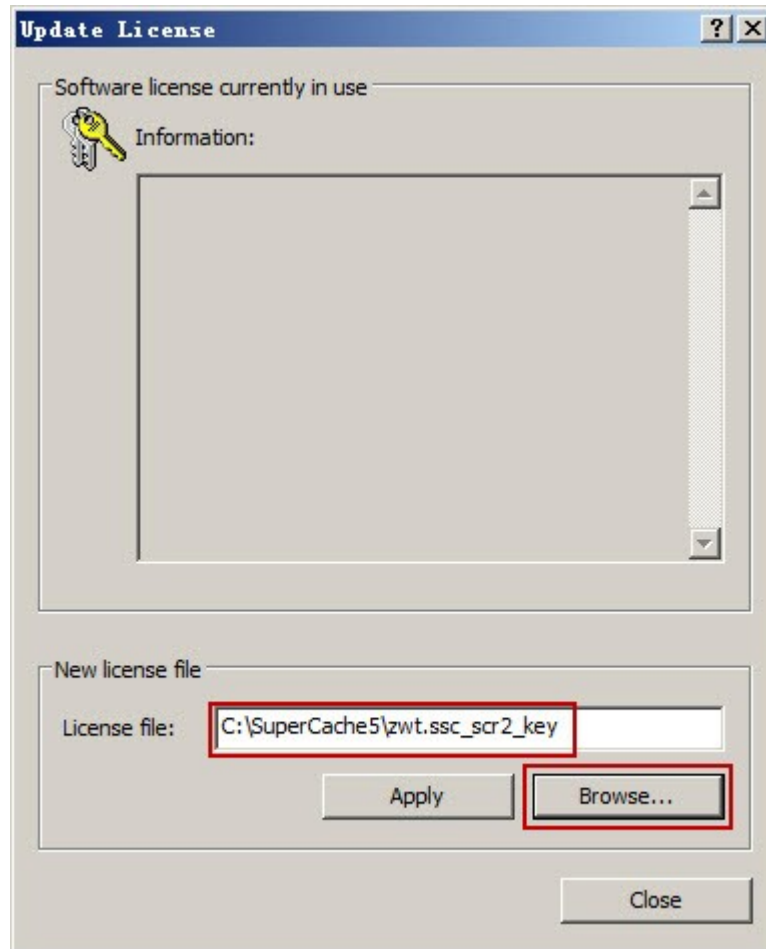 Update License
Software license currently in use
Information:
New license file
License file: C:\SuperCache5\zwt.ssc_scr2_key
Apply Browse...
Close